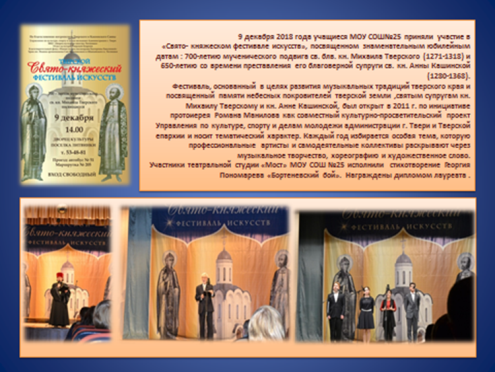 ТВЕРСКОЙ
Свято-княжеский
ФЕСТИВАЛЬ ИСКУССТВ
9 декабря
14.00
ВХОД СВОБОДНЫЙ
9 декабря 2018 года учащиеся МОУ СОШ№25 приняли участие в
«Свято- княжеском фестивале искусств», посвященном знаменательным юбилейным
датам : 700-летию мученического подвига св. блв. кн. Михаила Тверского (1271-1318) и
650-летию со времени преставления его благоверной супруги св. кн. Анны Кашинской
(1280-1368).
Фестиваль, основанный в целях развития музыкальных традиций тверского края и
посвященный памяти небесных покровителей тверской земли ,святым супругам кн.
Михаилу Тверскому и кн. Анне Кашинской, был открыт в 2011 г. по инициативе
протоиерея Романа Манилова как совместный культурно-просветительский проект
Управления по культуре, спорту и делам молодежи администрации г. Твери и Тверской
епархии и носит тематический характер. Каждый год избирается особая тема, которую
профессиональные артисты и самодеятельные коллективы раскрывают через
музыкальное творчество, хореографию и художественное слово.
Участники театральной студии «Мост» МОУ СОШ №25 исполнили стихотворение Георгия
Пономарева «Бортеневский бой». Награждены дипломом лауреата .
Свято-княжеский
ФЕСТИВАЛЬ ИСКУССТВ
Свято-княжеский
ФЕСТИВАЛЬ ИСКУССТВ
Свято-княжеский
ФЕСТИВАЛЬ ИСКУССТВ